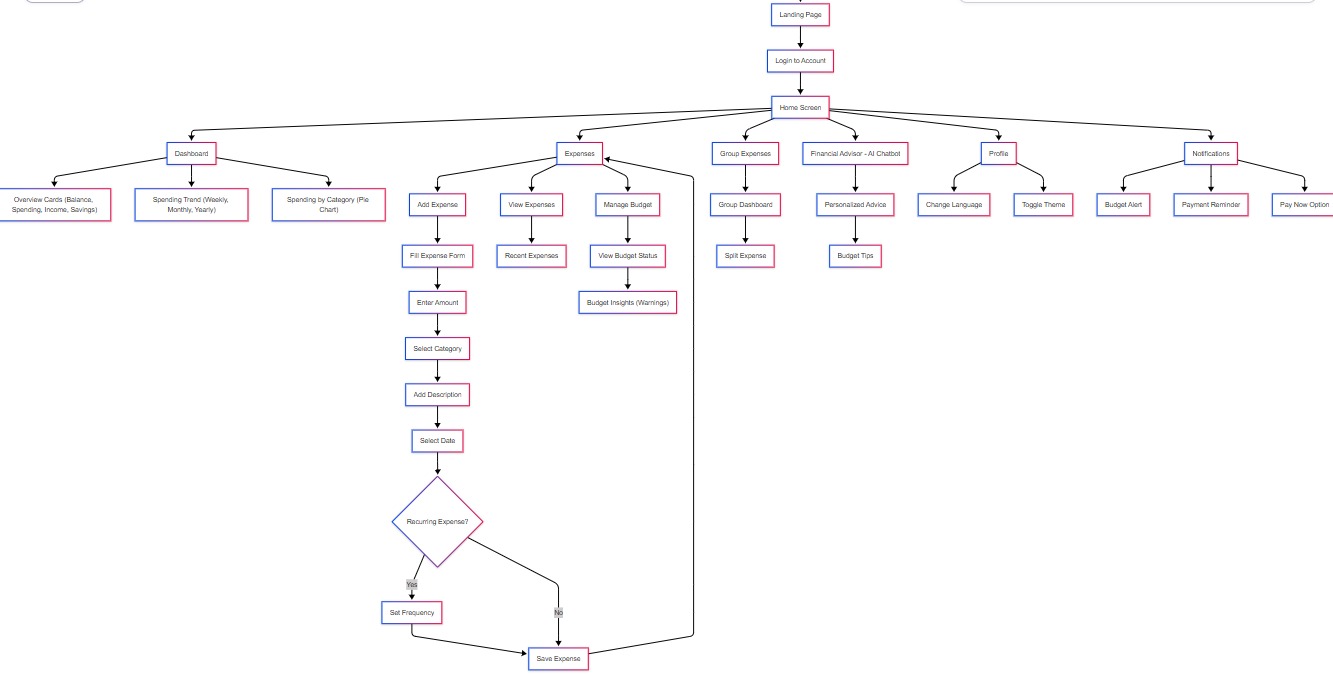 Landing Page
Login to Account
Home Screen
Dashboard
Expenses
Group Expenses
Financial Advisor - AI Chatbot
Profile
Notifications
Overview Cards (Balance,
Spending, Income, Savings)
Spending Trend (Weekly,
Monthly, Yearly)
Spending by Category (Pie
Chart)
Add Expense
View Expenses
Manage Budget
Group Dashboard
Personalized Advice
Change Language
Toggle Theme
Budget Alert
Payment Reminder
Pay Now Option
Fill Expense Form
Recent Expenses
View Budget Status
Split Expense
Budget Tips
Enter Amount
Budget Insights (Warnings)
Select Category
Add Description
Select Date
Recurring Expense?
Yes
No
Set Frequency
Save Expense